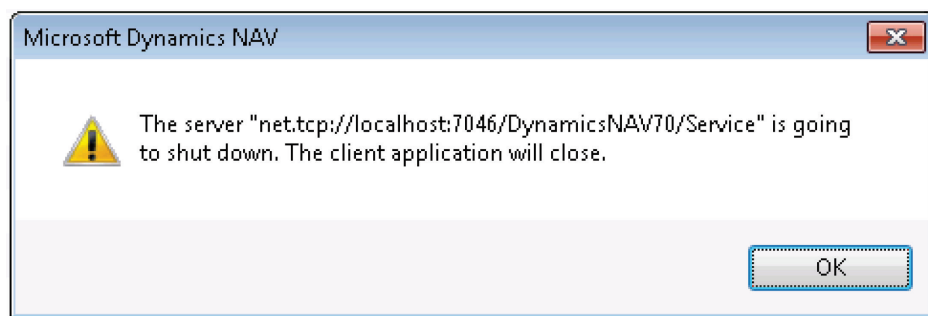 Microsoft Dynamics NAV
The server "net.tcp://localhost:7046/DynamicsNAV70/Service" is going
to shut down. The client application will close.
OK